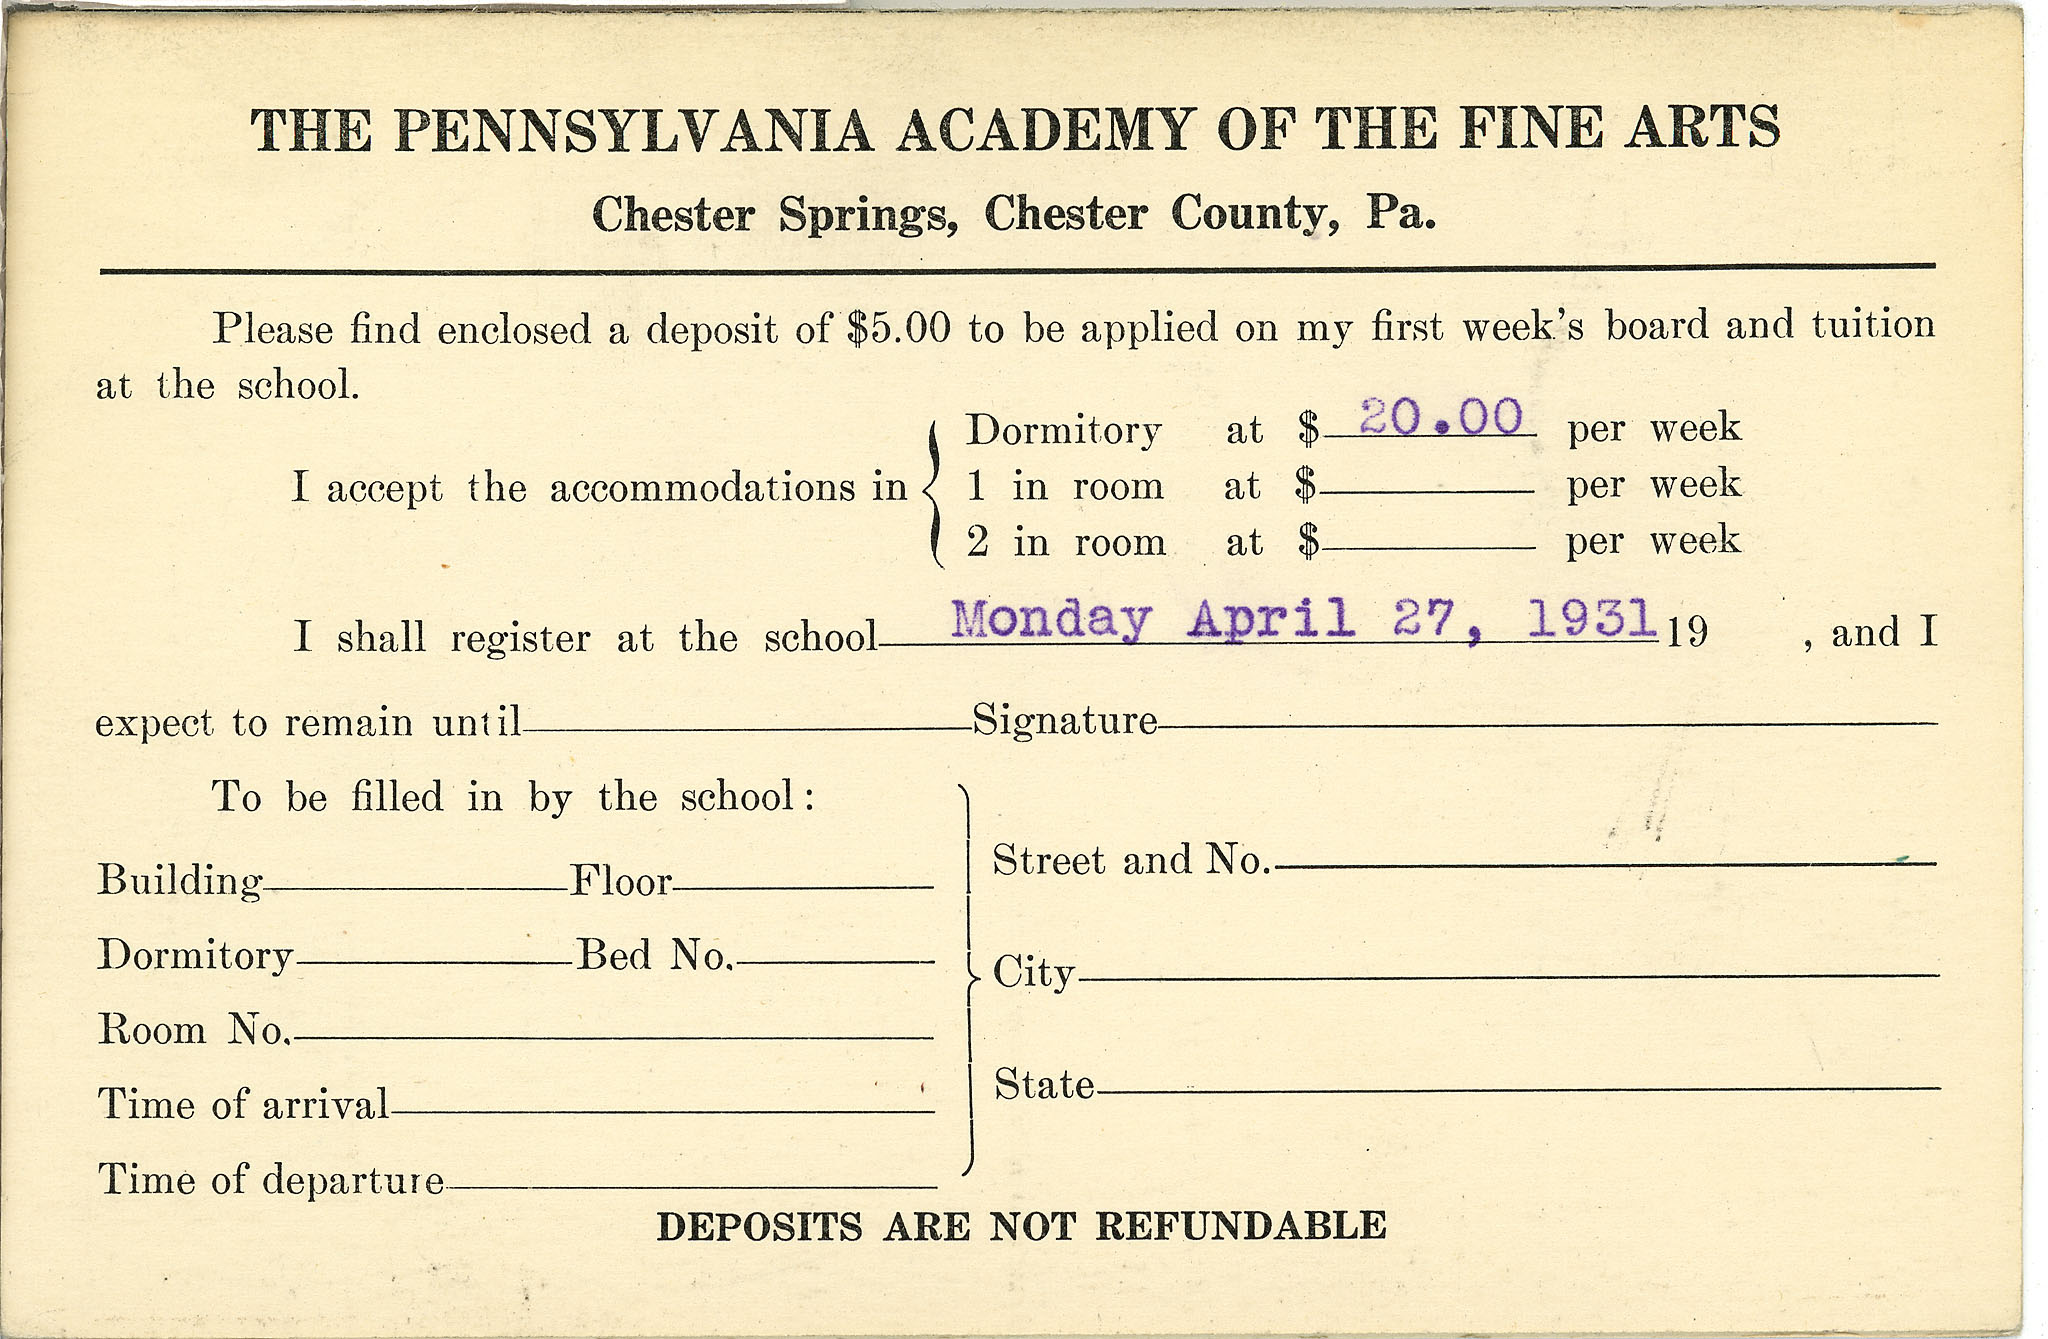 THE PENNSYLVANIA ACADEMY OF THE FINE ARTS
Chester Springs, Chester County, Pa.
Please find enclosed a deposit of $5.00 to be applied on my first week's board and tuition
at the school.
I accept the accommodations in
Dormitory at $ 20.00 per week
1 in room at $ per week
2 in room at $ per week
I shall register at the school Monday April 27, 1931 19 , and I
expect to remain until Signature
To be filled in by the school:
Building Floor
Dormitory Bed No.
Room No.
Time of arrival
Time of departure
Street and No.
City
State
DEPOSITS ARE NOT REFUNDABLE